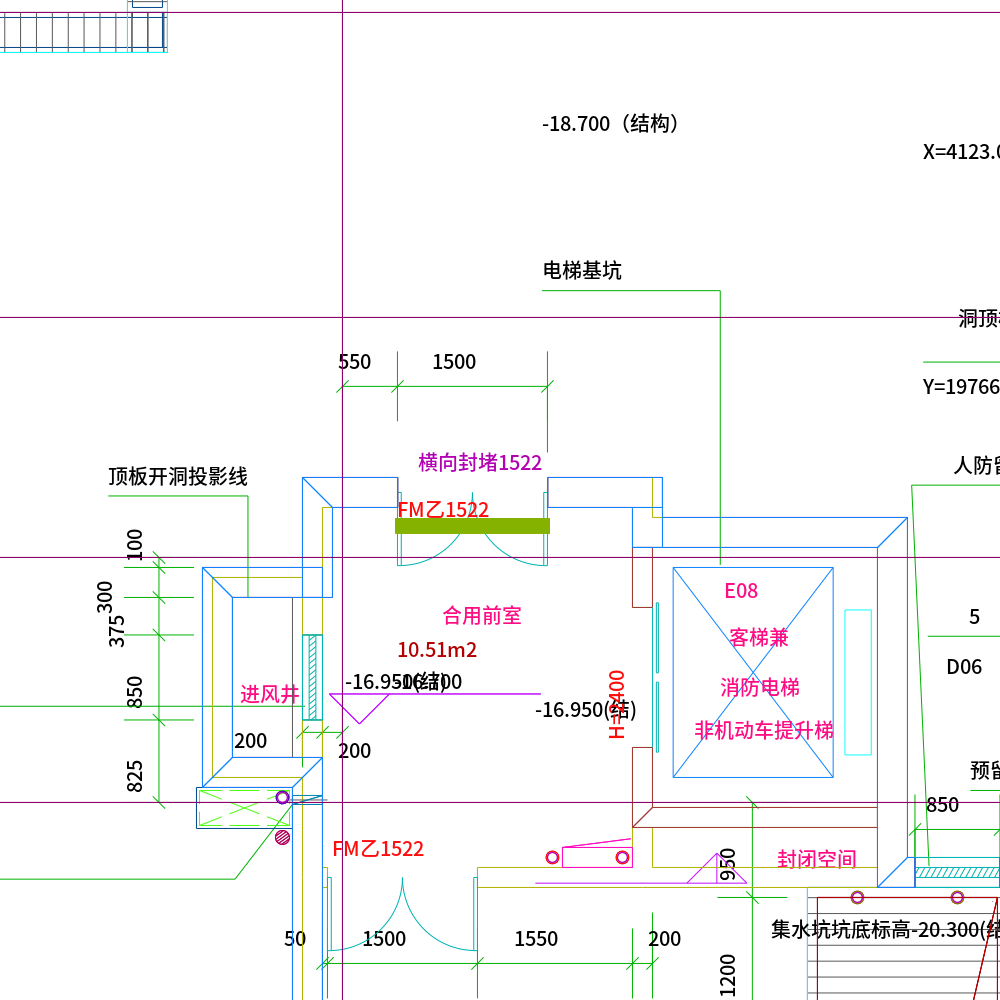 -18.700（结构）
X=4123.0
电梯基坑
洞顶
550
1500
Y=19766
横向封堵1522
人防留
顶板开洞投影线
FM乙1522
100
300
375
E08
合用前室
客梯兼
5
10.51m2
D06
-16.950(结)
消防电梯
进风井
850
-16.950(结)
H=2400
非机动车提升梯
200
200
825
预留
850
FM乙1522
950
封闭空间
集水坑坑底标高-20.300(结
50
1500
1550
200
1200